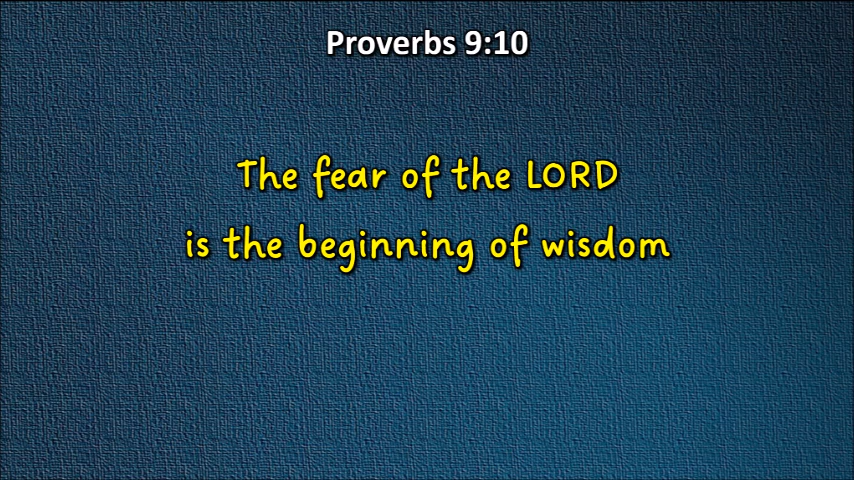 Proverbs 9:10
The fear of the LORD
is the beginning of wisdom